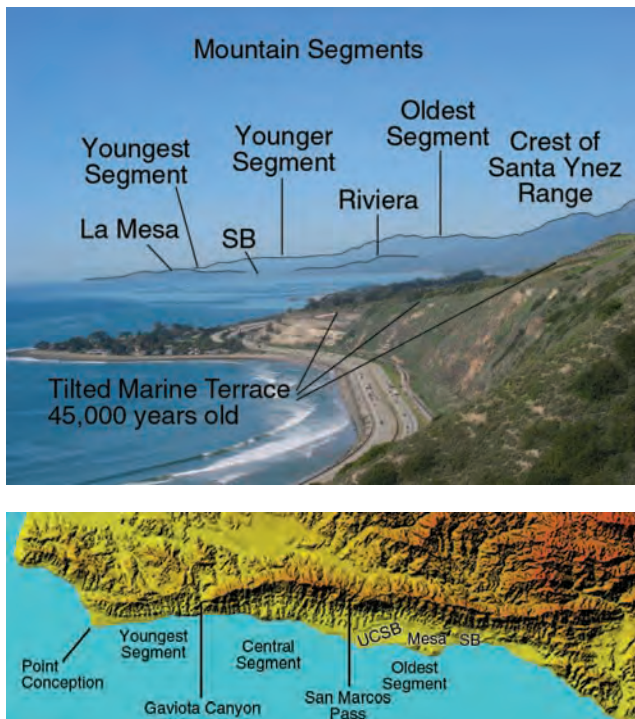 Mountain Segments
Oldest
Segment
Crest of
Santa Ynez
Range
Younger
Segment
Youngest
Segment
Riviera
La Mesa
SB
Tilted Marine Terrace
45,000 years old
UCSB
Mesa
SB
Youngest
Segment
Central
Segment
Oldest
Segment
Point
Conception
Gaviota Canyon
San Marcos
Pass